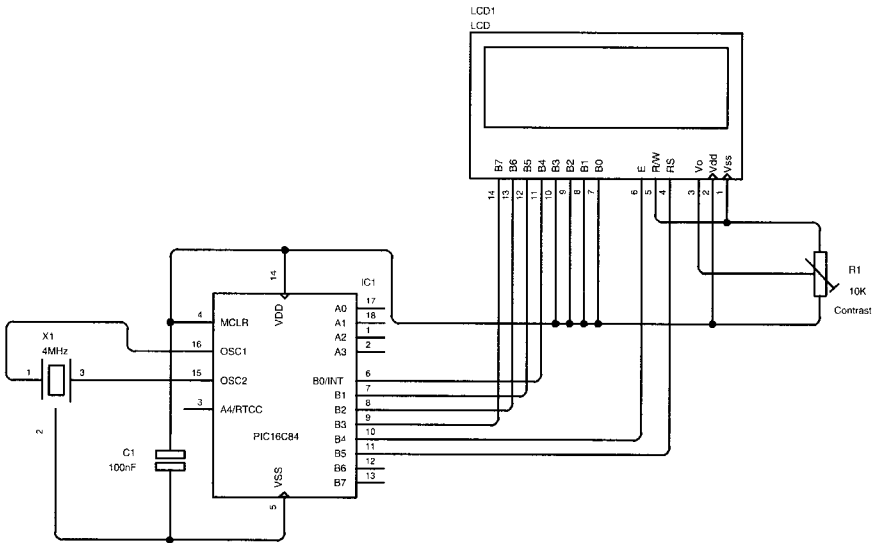 LCD1
LCD
B7
B6
B5
B4
B3
B2
B1
B0
E
R/W
RS
Vo
Vdd
Vss
14
13
12
11
10
9
8
7
6
5
4
3
2
1
R1
10K
Contrast
IC1
14
VDD
4
MCLR
16
OSC1
15
OSC2
3
A4/RTCC
PIC16C84
VSS
5
A0
17
A1
18
A2
1
A3
2
B0/INT
6
B1
7
B2
8
B3
9
B4
10
B5
11
B6
12
B7
13
X1
4MHz
1
3
2
C1
100nF